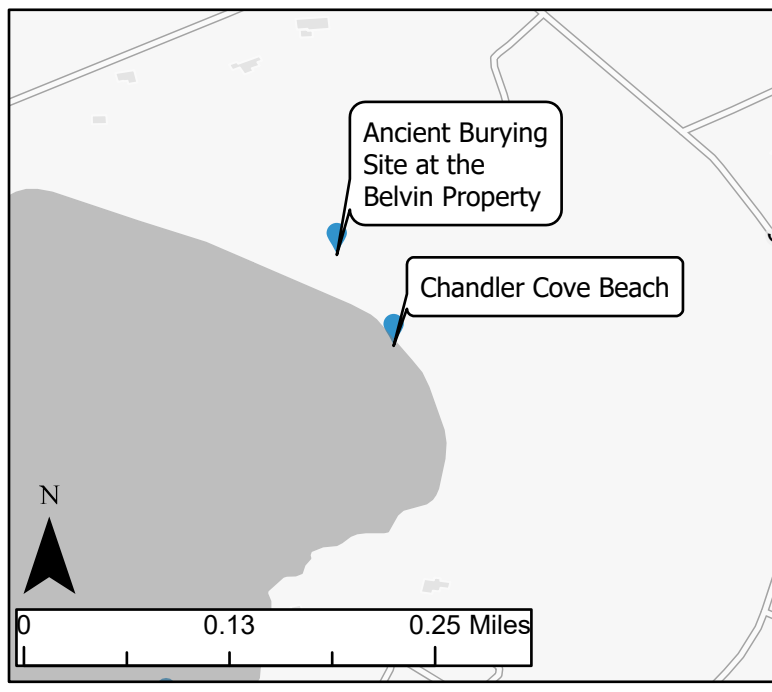 Ancient Burying
Site at the
Belvin Property
Chandler Cove Beach
N
0 0.13 0.25 Miles